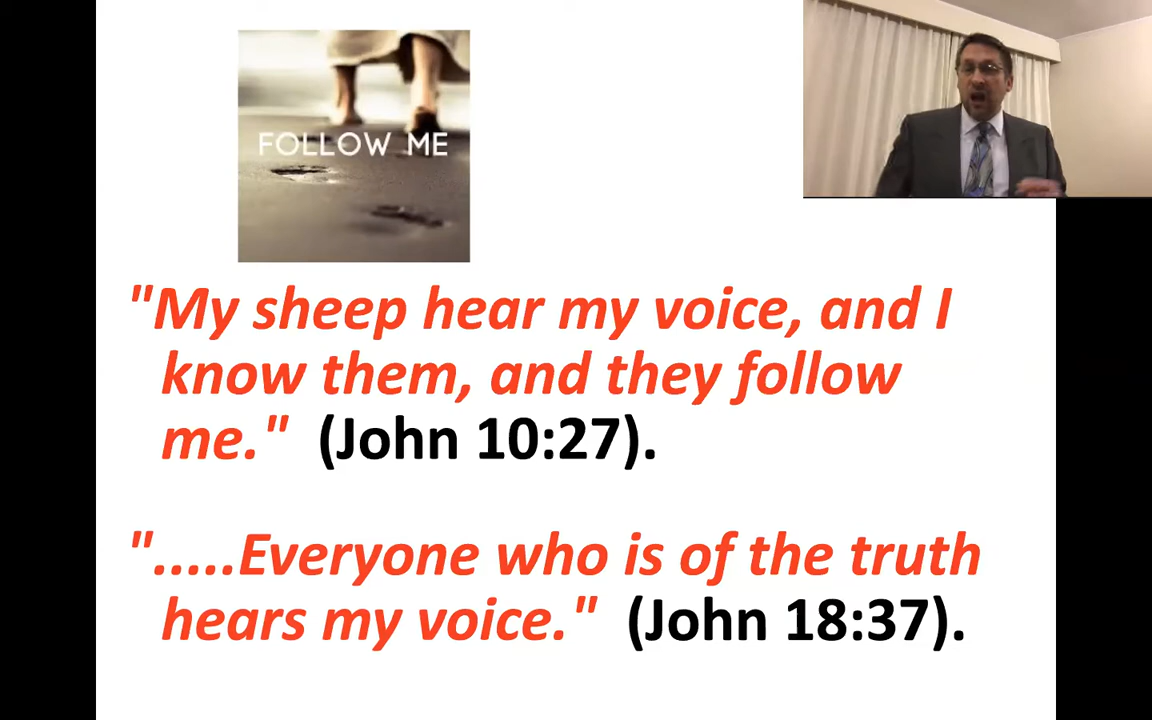 FOLLOW ME
"My sheep hear my voice, and I
know them, and they follow
me." (John 10:27).
".....Everyone who is of the truth
hears my voice." (John 18:37).